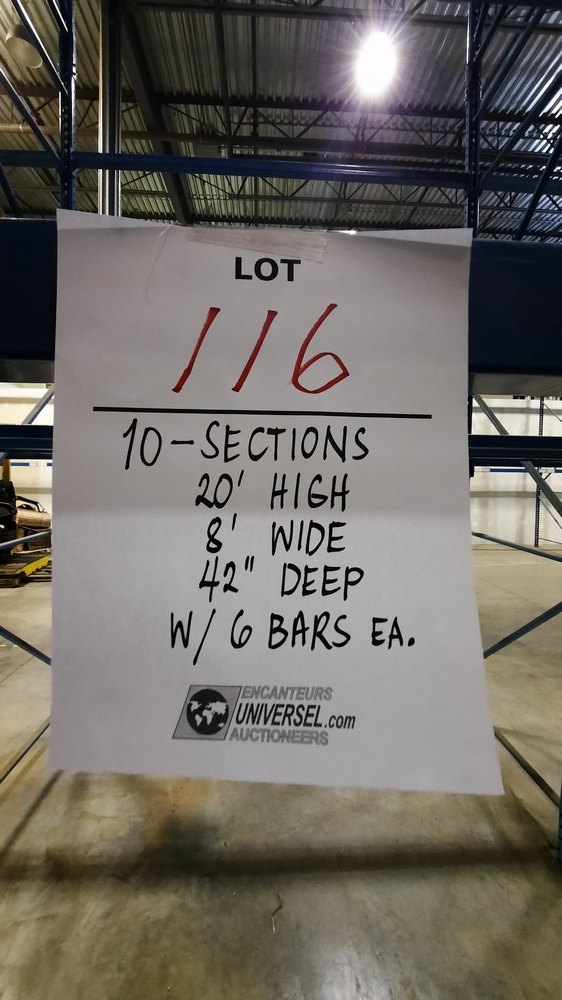 LOT
116
10-SECTIONS
20' HIGH
8' WIDE
42" DEEP
W/ 6 BARS EA.
ENCANTEURS
UNIVERSEL.com
AUCTIONEERS